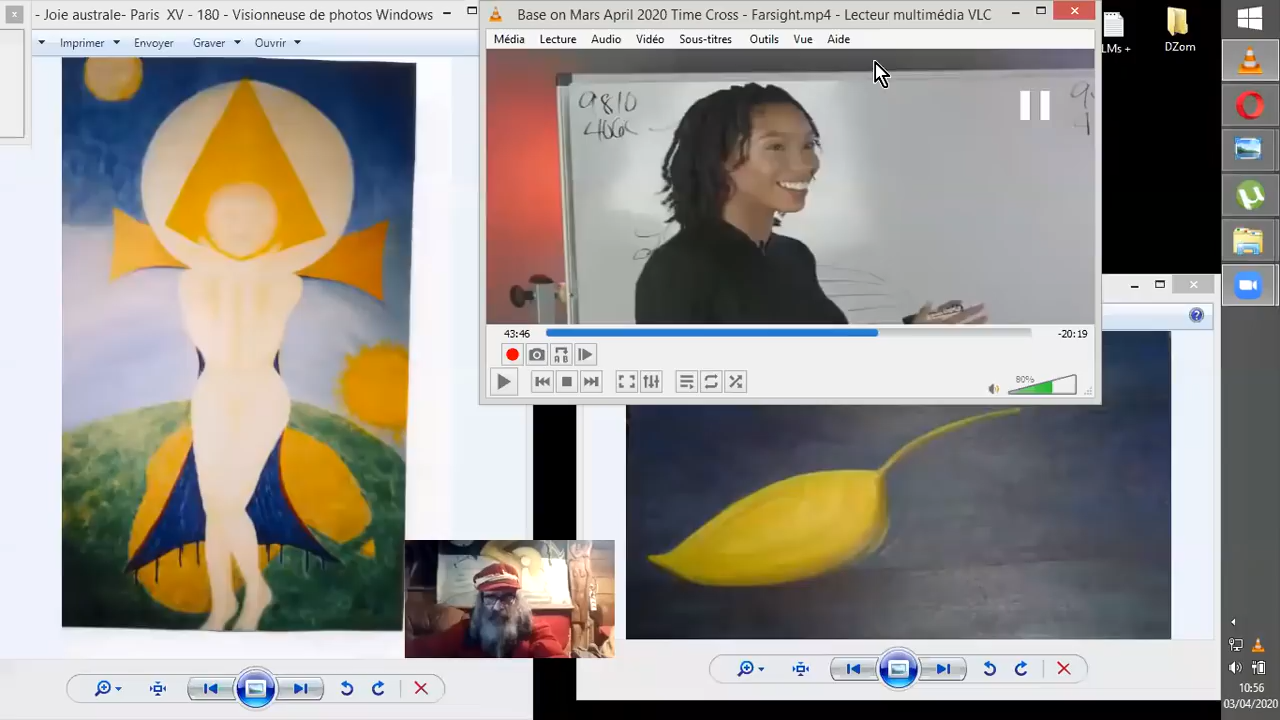 - Joie australe- Paris XV - 180 - Visionneuse de photos Windows
Imprimer Envoyer Graver Ouvrir
Base on Mars April 2020 Time Cross - Farsight.mp4 - Lecteur multimédia VLC
Média Lecture Audio Vidéo Sous-titres Outils Vue Aide
9810
43:46
-20:19
80%
LMs +
DZom
10:56
03/04/2020